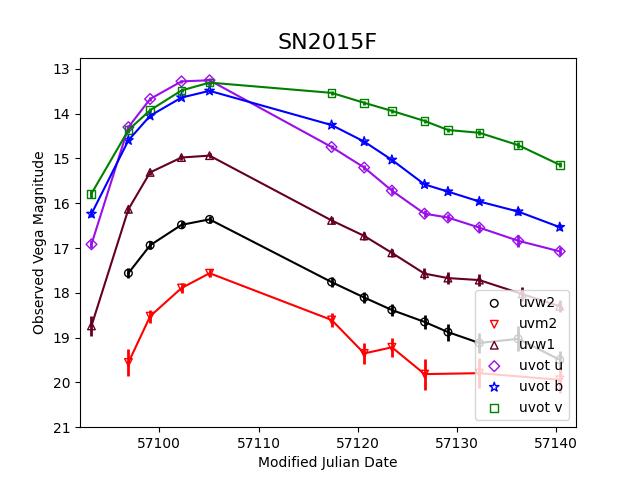 SN2015F
Observed Vega Magnitude
13
14
15
16
17
18
19
20
21
57100 57110 57120 57130 57140
Modified Julian Date
uvw2
uvm2
uvw1
uvot u
uvot b
uvot v